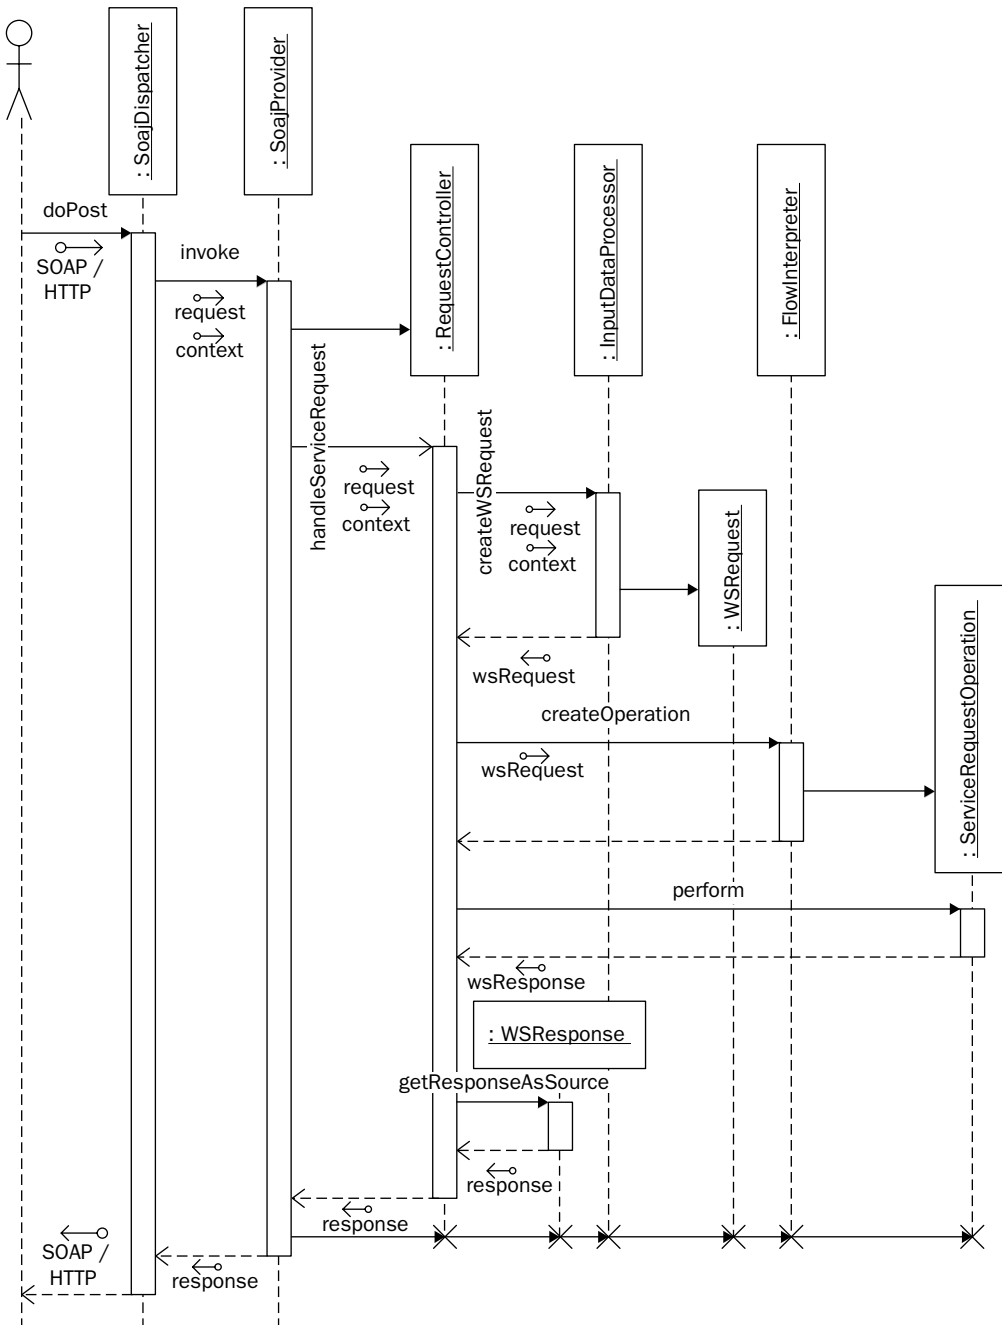 : SoajDispatcher
: SoajProvider
: RequestController
: InputDataProcessor
: FlowInterpreter
doPost
SOAP /
HTTP
invoke
request
context
handleServiceRequest
request
context
createWSRequest
request
context
: WSRequest
wsRequest
: ServiceRequestOperation
createOperation
wsRequest
perform
wsResponse
: WSResponse
getResponseAsSource
response
response
SOAP /
HTTP
response